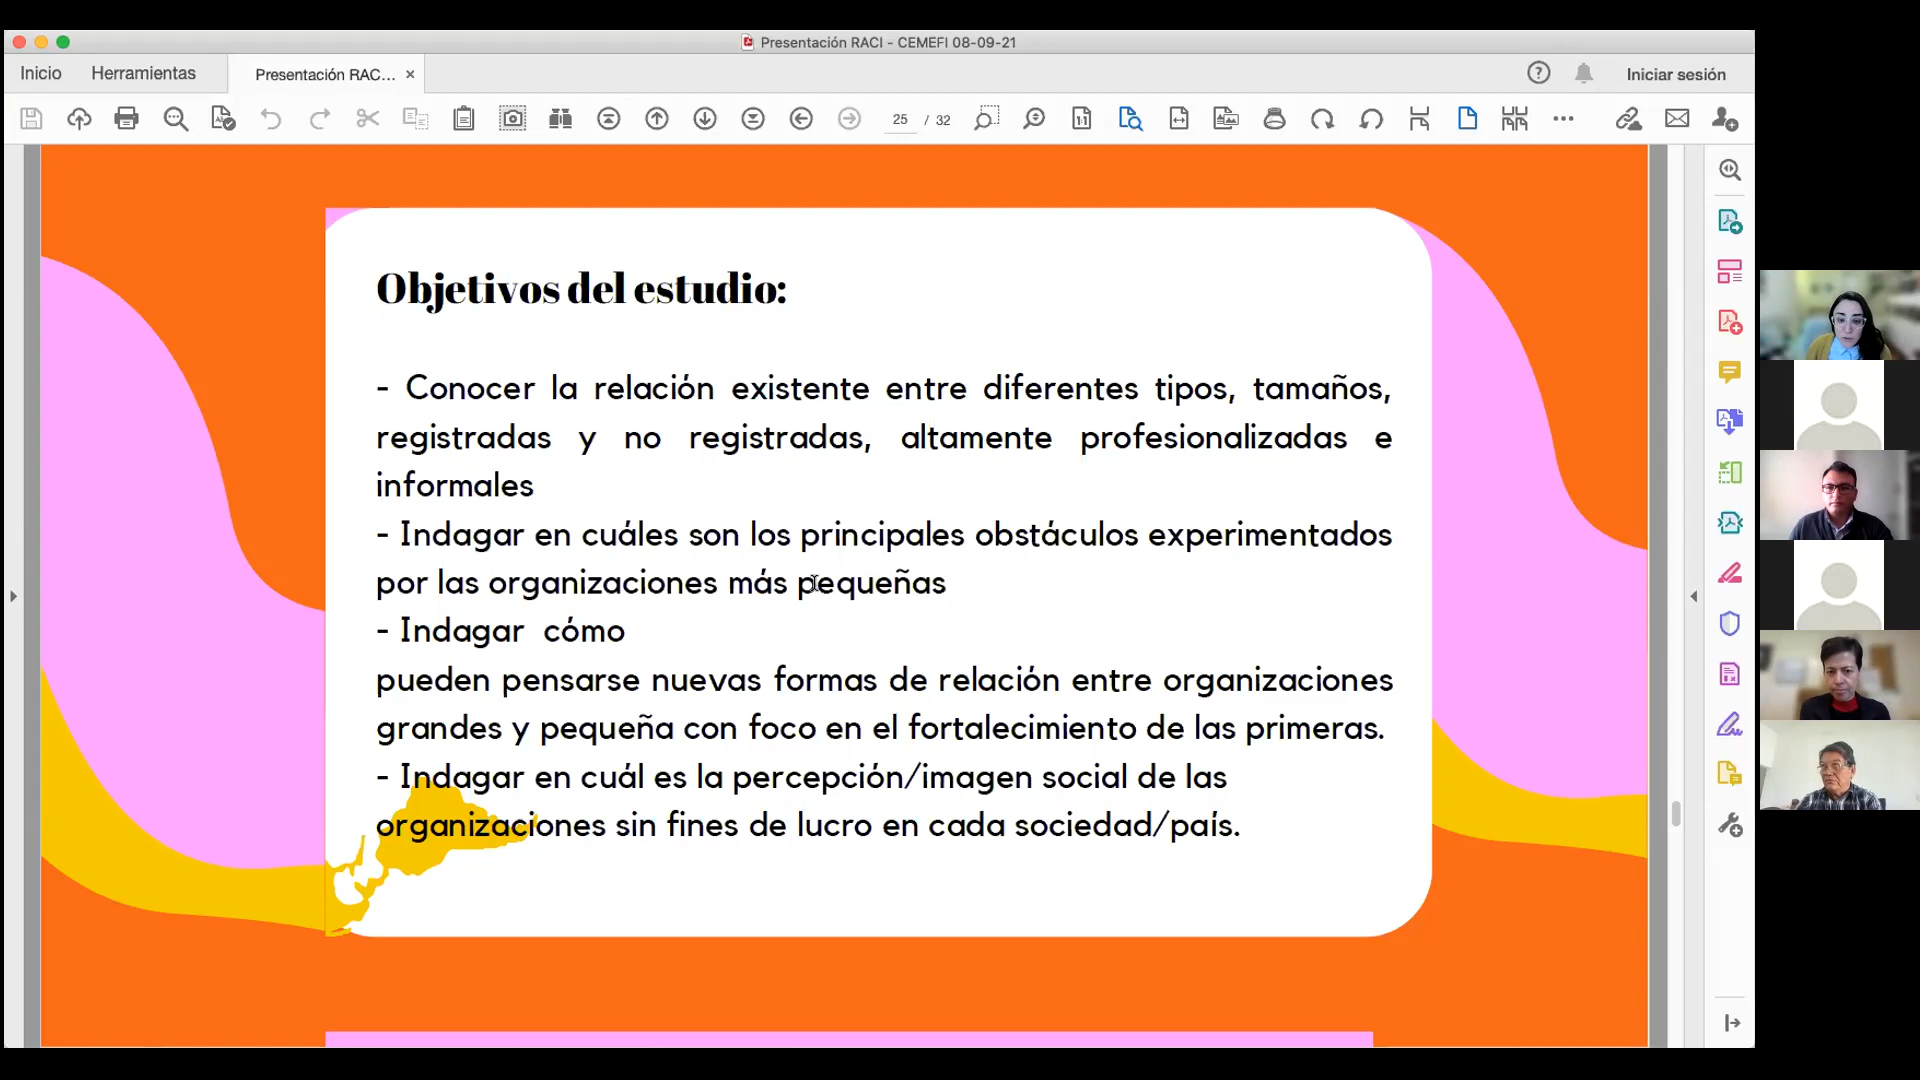 Presentación RACI - CEMEFI 08-09-21
Inicio Herramientas Presentación RAC... × Iniciar sesión
25 / 32
Objetivos del estudio:
- Conocer la relación existente entre diferentes tipos, tamaños,
registradas y no registradas, altamente profesionalizadas e
informales
- Indagar en cuáles son los principales obstáculos experimentados
por las organizaciones más pequeñas
- Indagar cómo
pueden pensarse nuevas formas de relación entre organizaciones
grandes y pequeña con foco en el fortalecimiento de las primeras.
- Indagar en cuál es la percepción/imagen social de las
organizaciones sin fines de lucro en cada sociedad/país.